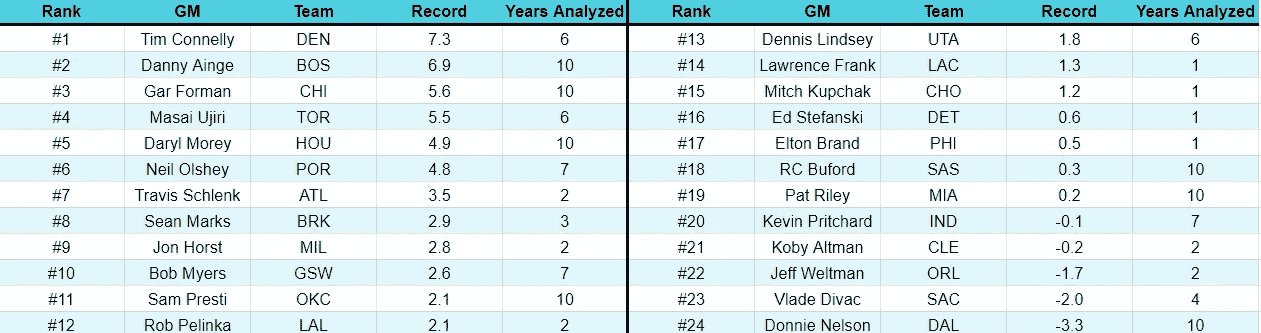 Rank GM Team Record Years Analyzed Rank GM Team Record Years Analyzed
#1 Tim Connelly DEN 7.3 6 #13 Dennis Lindsey UTA 1.8 6
#2 Danny Ainge BOS 6.9 10 #14 Lawrence Frank LAC 1.3 1
#3 Gar Forman CHI 5.6 10 #15 Mitch Kupchak CHO 1.2 1
#4 Masai Ujiri TOR 5.5 6 #16 Ed Stefanski DET 0.6 1
#5 Daryl Morey HOU 4.9 10 #17 Elton Brand PHI 0.5 1
#6 Neil Olshey POR 4.8 7 #18 RC Buford SAS 0.3 10
#7 Travis Schlenk ATL 3.5 2 #19 Pat Riley MIA 0.2 10
#8 Sean Marks BRK 2.9 3 #20 Kevin Pritchard IND -0.1 7
#9 Jon Horst MIL 2.8 2 #21 Koby Altman CLE -0.2 2
#10 Bob Myers GSW 2.6 7 #22 Jeff Weltman ORL -1.7 2
#11 Sam Presti OKC 2.1 10 #23 Vlade Divac SAC -2.0 4
#12 Rob Pelinka LAL 2.1 2 #24 Donnie Nelson DAL -3.3 10